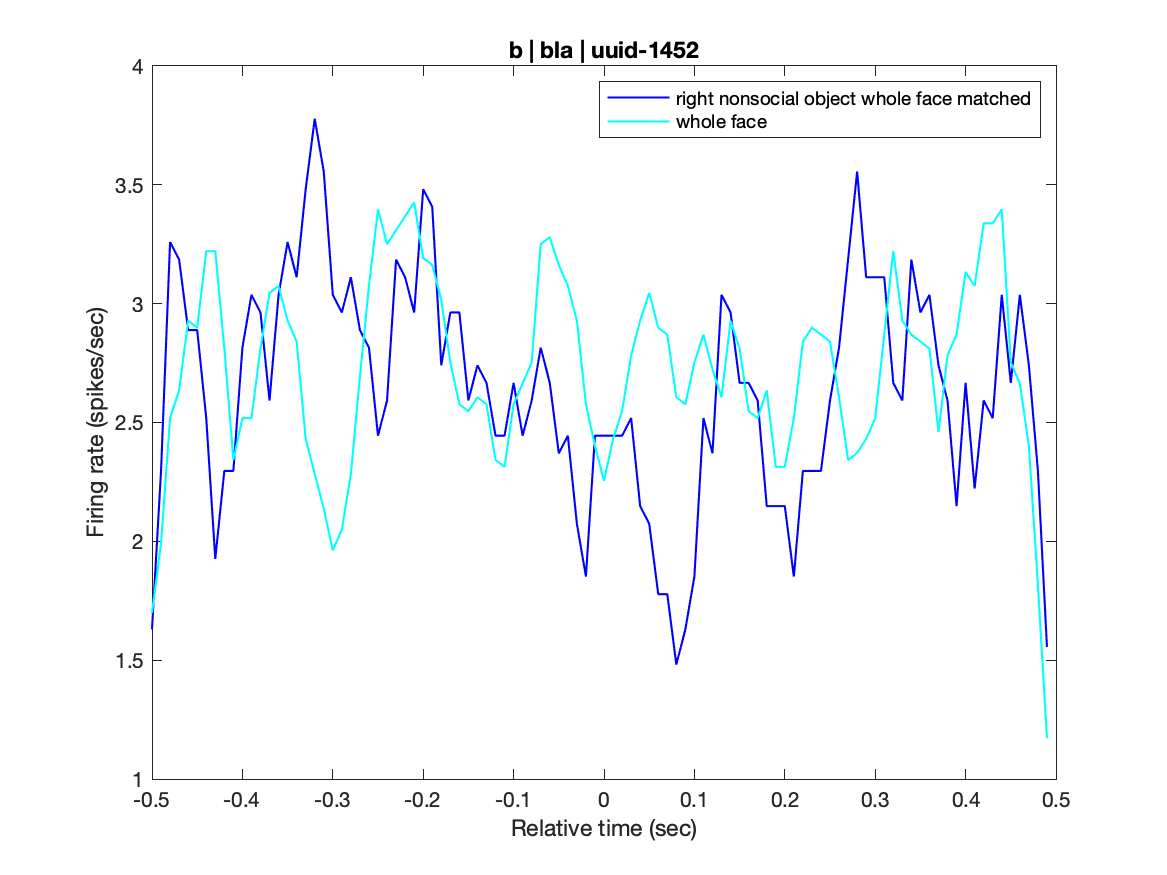 b | bla | uuid-1452
right nonsocial object whole face matched
whole face
Firing rate (spikes/sec)
4
3.5
3
2.5
2
1.5
1
-0.5 -0.4 -0.3 -0.2 -0.1 0 0.1 0.2 0.3 0.4 0.5
Relative time (sec)